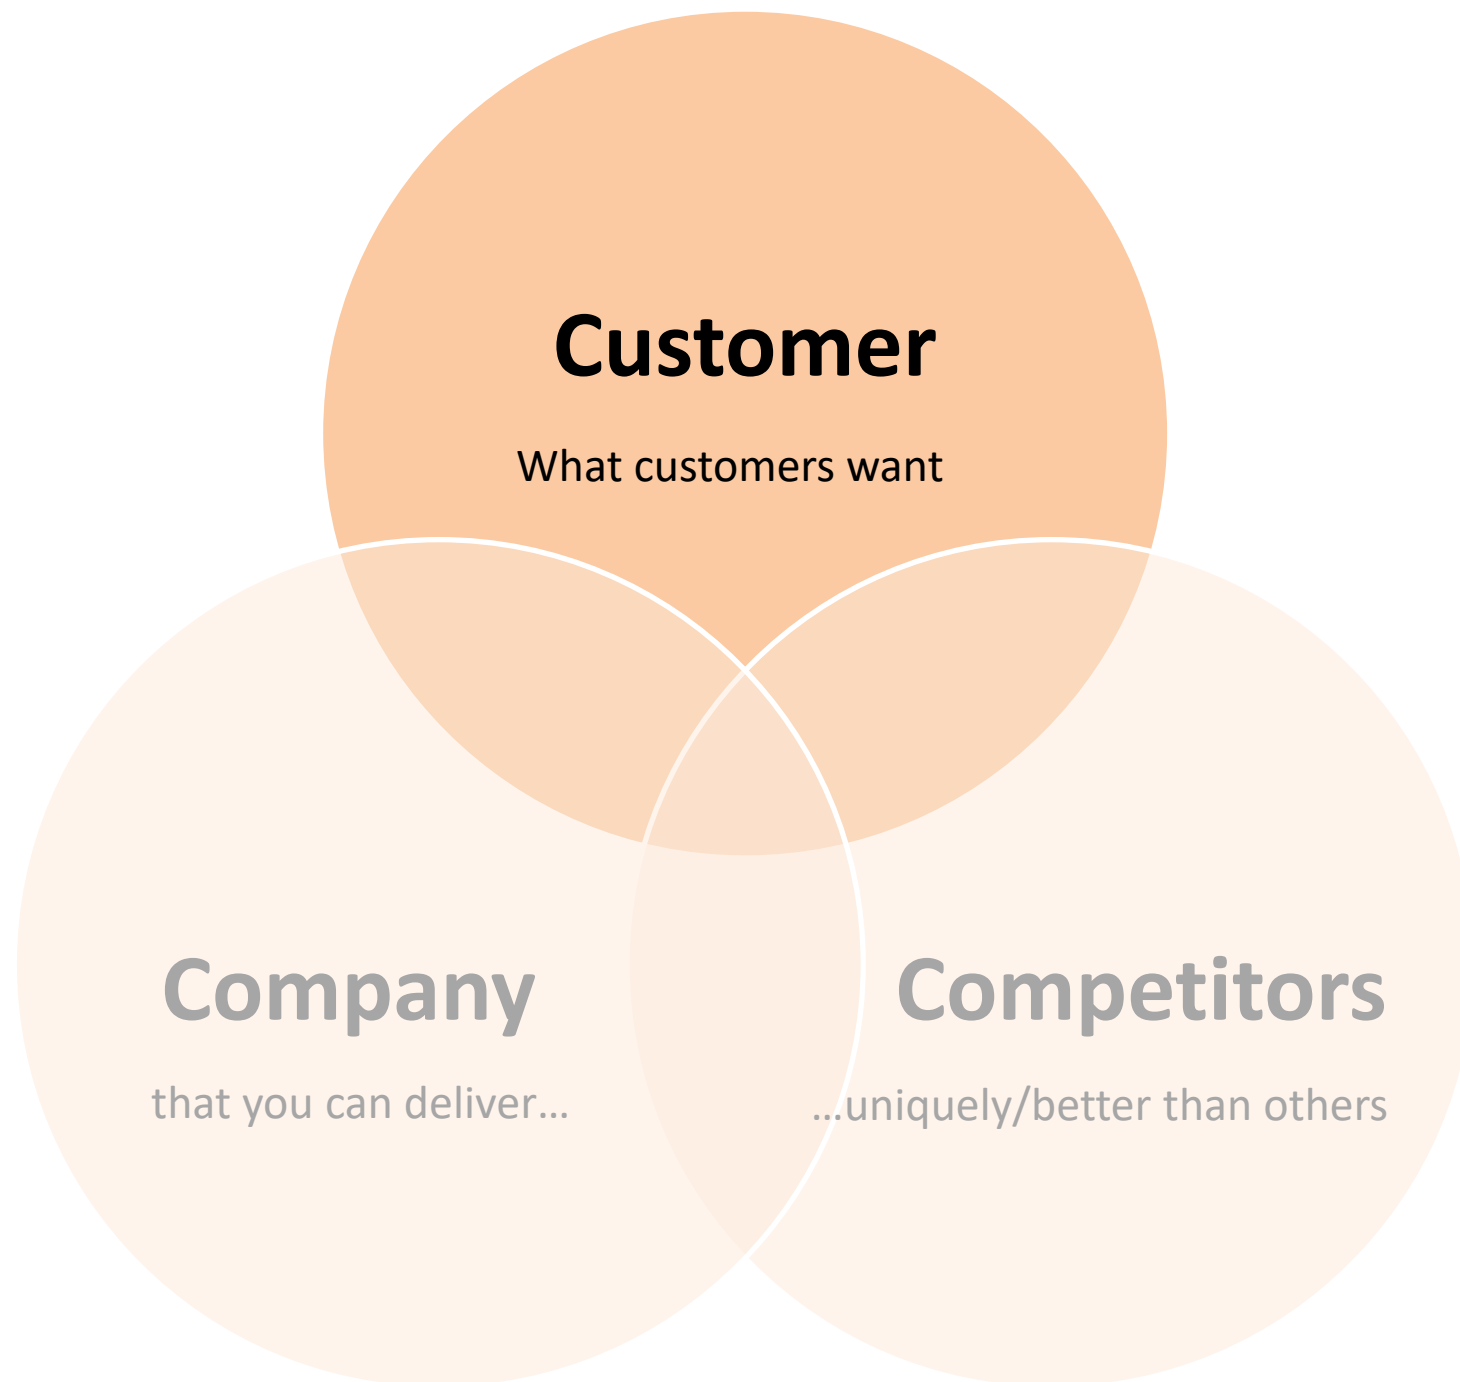 Customer
What customers want
Company
that you can deliver…
Competitors
…uniquely/better than others